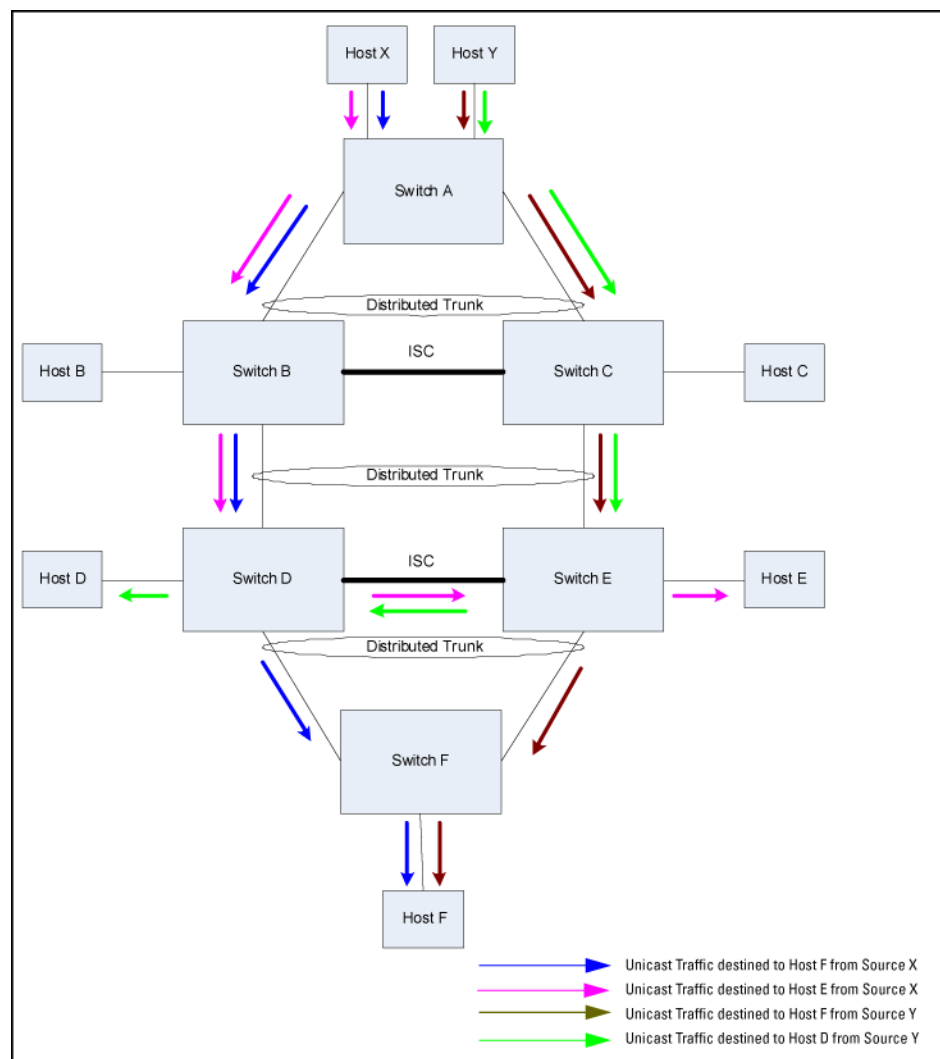 Host X
Host Y
Switch A
Distributed Trunk
Host B
Switch B
ISC
Switch C
Host C
Distributed Trunk
Host D
Switch D
ISC
Switch E
Host E
Distributed Trunk
Switch F
Host F
Unicast Traffic destined to Host F from Source X
Unicast Traffic destined to Host E from Source X
Unicast Traffic destined to Host F from Source Y
Unicast Traffic destined to Host D from Source Y